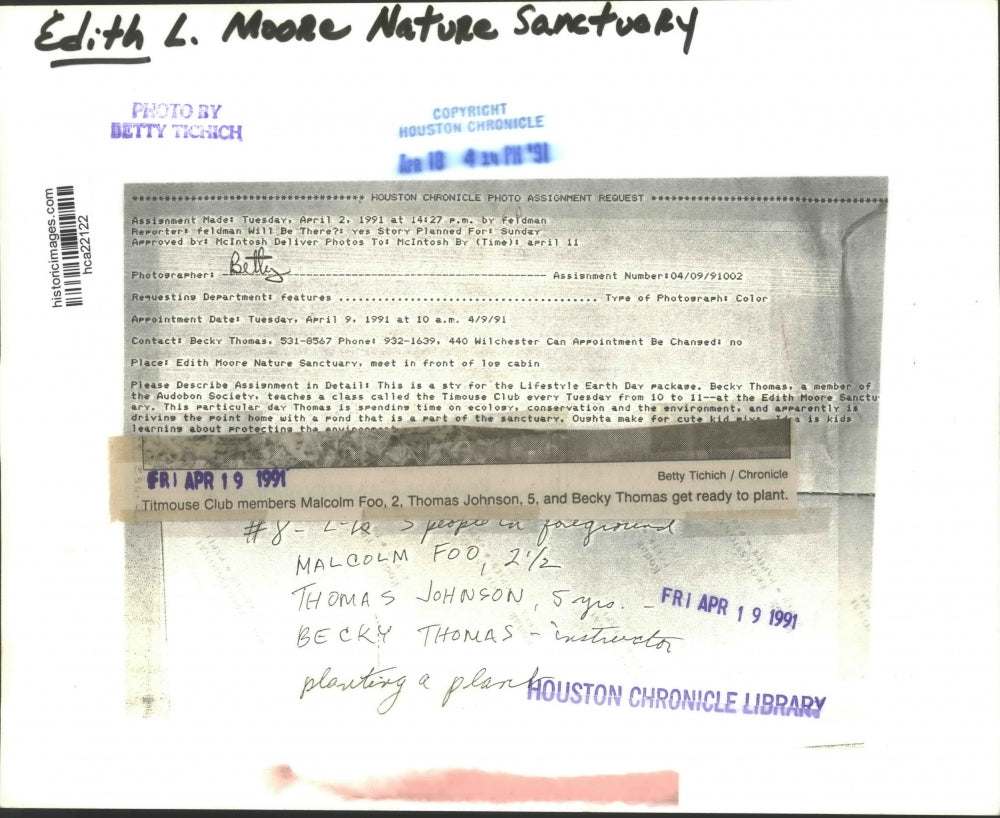 Edith L. Moore Nature Sanctuary
PHOTO BY
BETTY TICHICH
COPYRIGHT
HOUSTON CHRONICLE
Apr 18 4 14 PM '91
historicimages.com
hca22122
HOUSTON CHRONICLE PHOTO ASSIGNMENT REQUEST
Assignment Made: Tuesday, April 2, 1991 at 14:27 p.m. by feldman
Reporter: feldman Will Be There?: yes Story Planned For: Sunday
Approved by: McIntosh Deliver Photos To: McIntosh By (Time): april 11
Photographer: Betty Assignment Number:04/09/91002
Requesting Department: features Type of Photograph: Color
Appointment Date: Tuesday, April 9, 1991 at 10 a.m. 4/9/91
Contact: Becky Thomas, 531-8567 Phone: 932-1639, 440 Wilchester Can Appointment Be Changed: no
Place: Edith Moore Nature Sanctuary, meet in front of log cabin
Please Describe Assignment in Detail: This is a sty for the Lifestyle Earth Day package. Becky Thomas, a member of
the Audobon Society, teaches a class called the Timouse Club every Tuesday from 10 to 11--at the Edith Moore Sanctu
ary. This particular day Thomas is spending time on ecology, conservation and the environment, and apparently is
driving the point home with a pond that is a part of the sanctuary. Oughta make for cute kid pixs. Idea is kids
learning about protecting the environment.
FRI APR 19 1991
Betty Tichich / Chronicle
Titmouse Club members Malcolm Foo, 2, Thomas Johnson, 5, and Becky Thomas get ready to plant.
#8 - people in foreground
MALCOLM FOO, 2 1/2
THOMAS JOHNSON, 5 yrs. -
FRI APR 19 1991
BECKY THOMAS - instructor
planting a plant
HOUSTON CHRONICLE LIBRARY